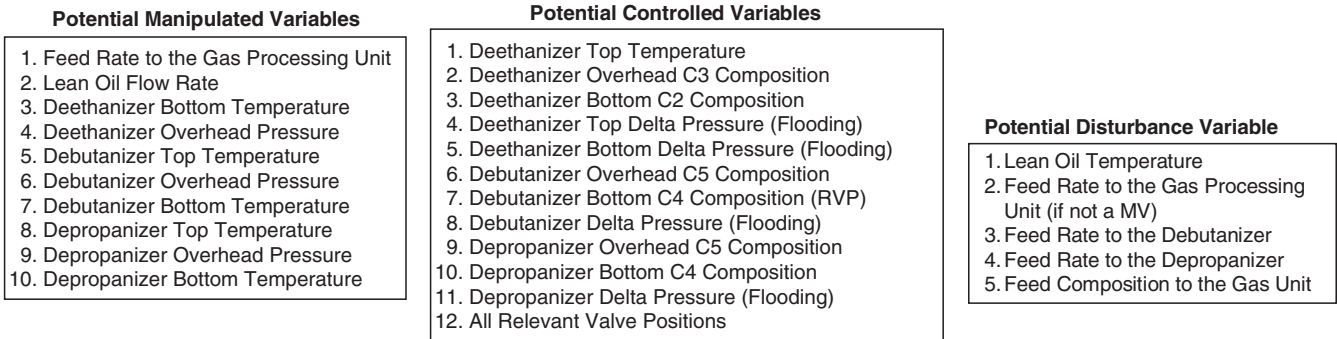 Potential Manipulated Variables
1. Feed Rate to the Gas Processing Unit
2. Lean Oil Flow Rate
3. Deethanizer Bottom Temperature
4. Deethanizer Overhead Pressure
5. Debutanizer Top Temperature
6. Debutanizer Overhead Pressure
7. Debutanizer Bottom Temperature
8. Depropanizer Top Temperature
9. Depropanizer Overhead Pressure
10. Depropanizer Bottom Temperature
Potential Controlled Variables
1. Deethanizer Top Temperature
2. Deethanizer Overhead C3 Composition
3. Deethanizer Bottom C2 Composition
4. Deethanizer Top Delta Pressure (Flooding)
5. Deethanizer Bottom Delta Pressure (Flooding)
6. Debutanizer Overhead C5 Composition
7. Debutanizer Bottom C4 Composition (RVP)
8. Debutanizer Delta Pressure (Flooding)
9. Depropanizer Overhead C5 Composition
10. Depropanizer Bottom C4 Composition
11. Depropanizer Delta Pressure (Flooding)
12. All Relevant Valve Positions
Potential Disturbance Variable
1. Lean Oil Temperature
2. Feed Rate to the Gas Processing
Unit (if not a MV)
3. Feed Rate to the Debutanizer
4. Feed Rate to the Depropanizer
5. Feed Composition to the Gas Unit